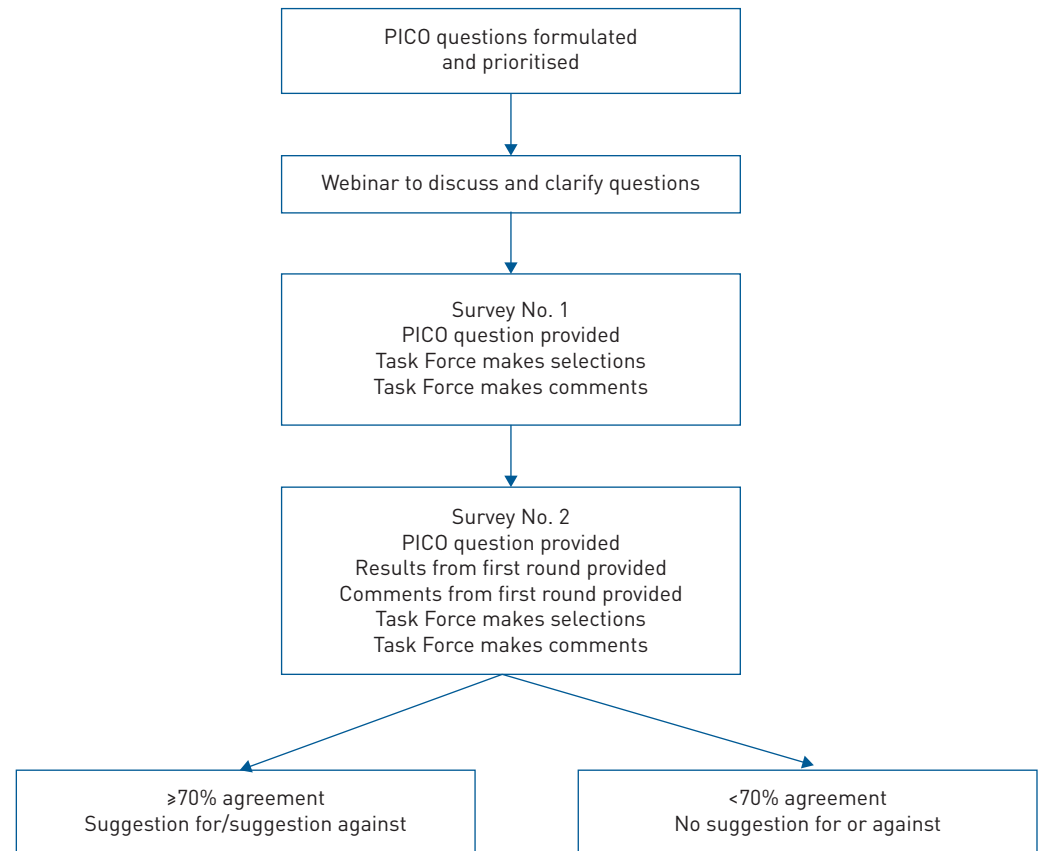 PICO questions formulated
and prioritised
Webinar to discuss and clarify questions
Survey No. 1
PICO question provided
Task Force makes selections
Task Force makes comments
Survey No. 2
PICO question provided
Results from first round provided
Comments from first round provided
Task Force makes selections
Task Force makes comments
≥70% agreement
Suggestion for/suggestion against
<70% agreement
No suggestion for or against